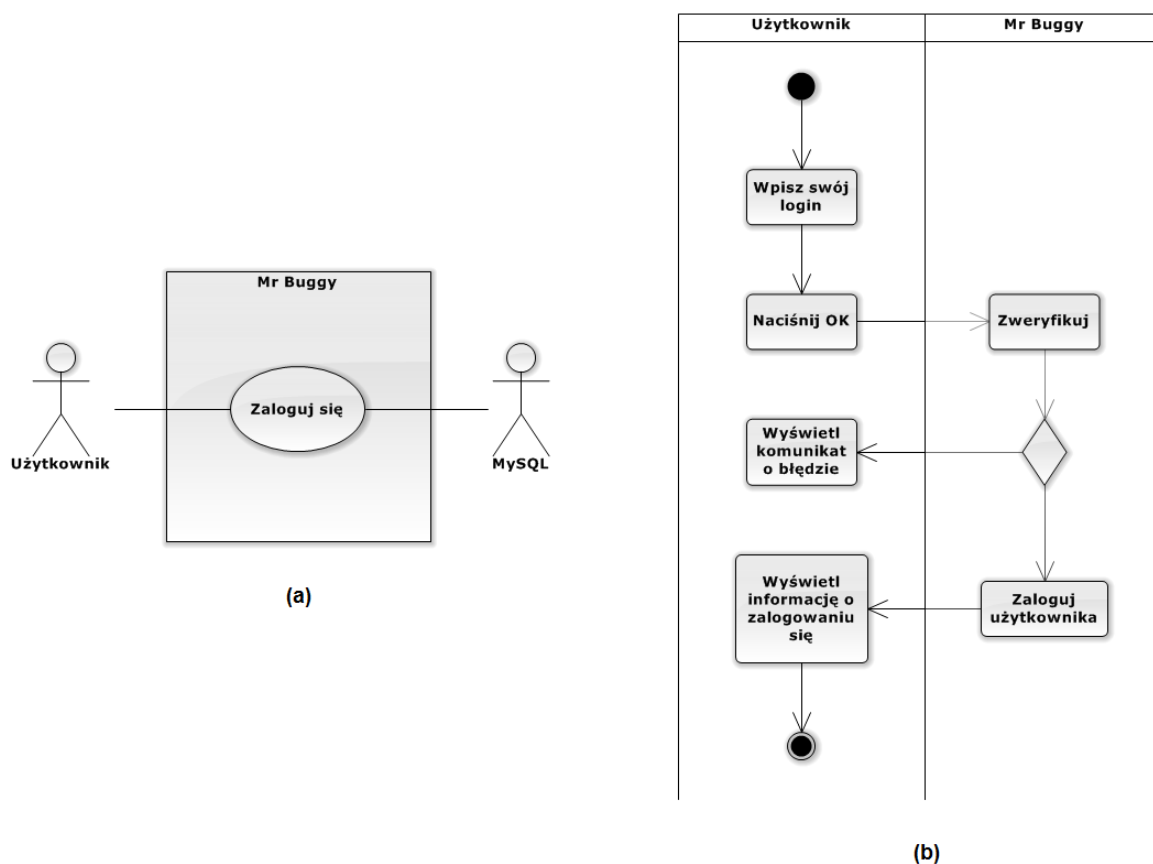 Mr Buggy
Zaloguj się
Użytkownik
MySQL
(a)
Użytkownik
Mr Buggy
Wpisz swój
login
Naciśnij OK
Zweryfikuj
Wyświetl
komunikat
o błędzie
Wyświetl
informację o
zalogowaniu
się
Zaloguj
użytkownika
(b)